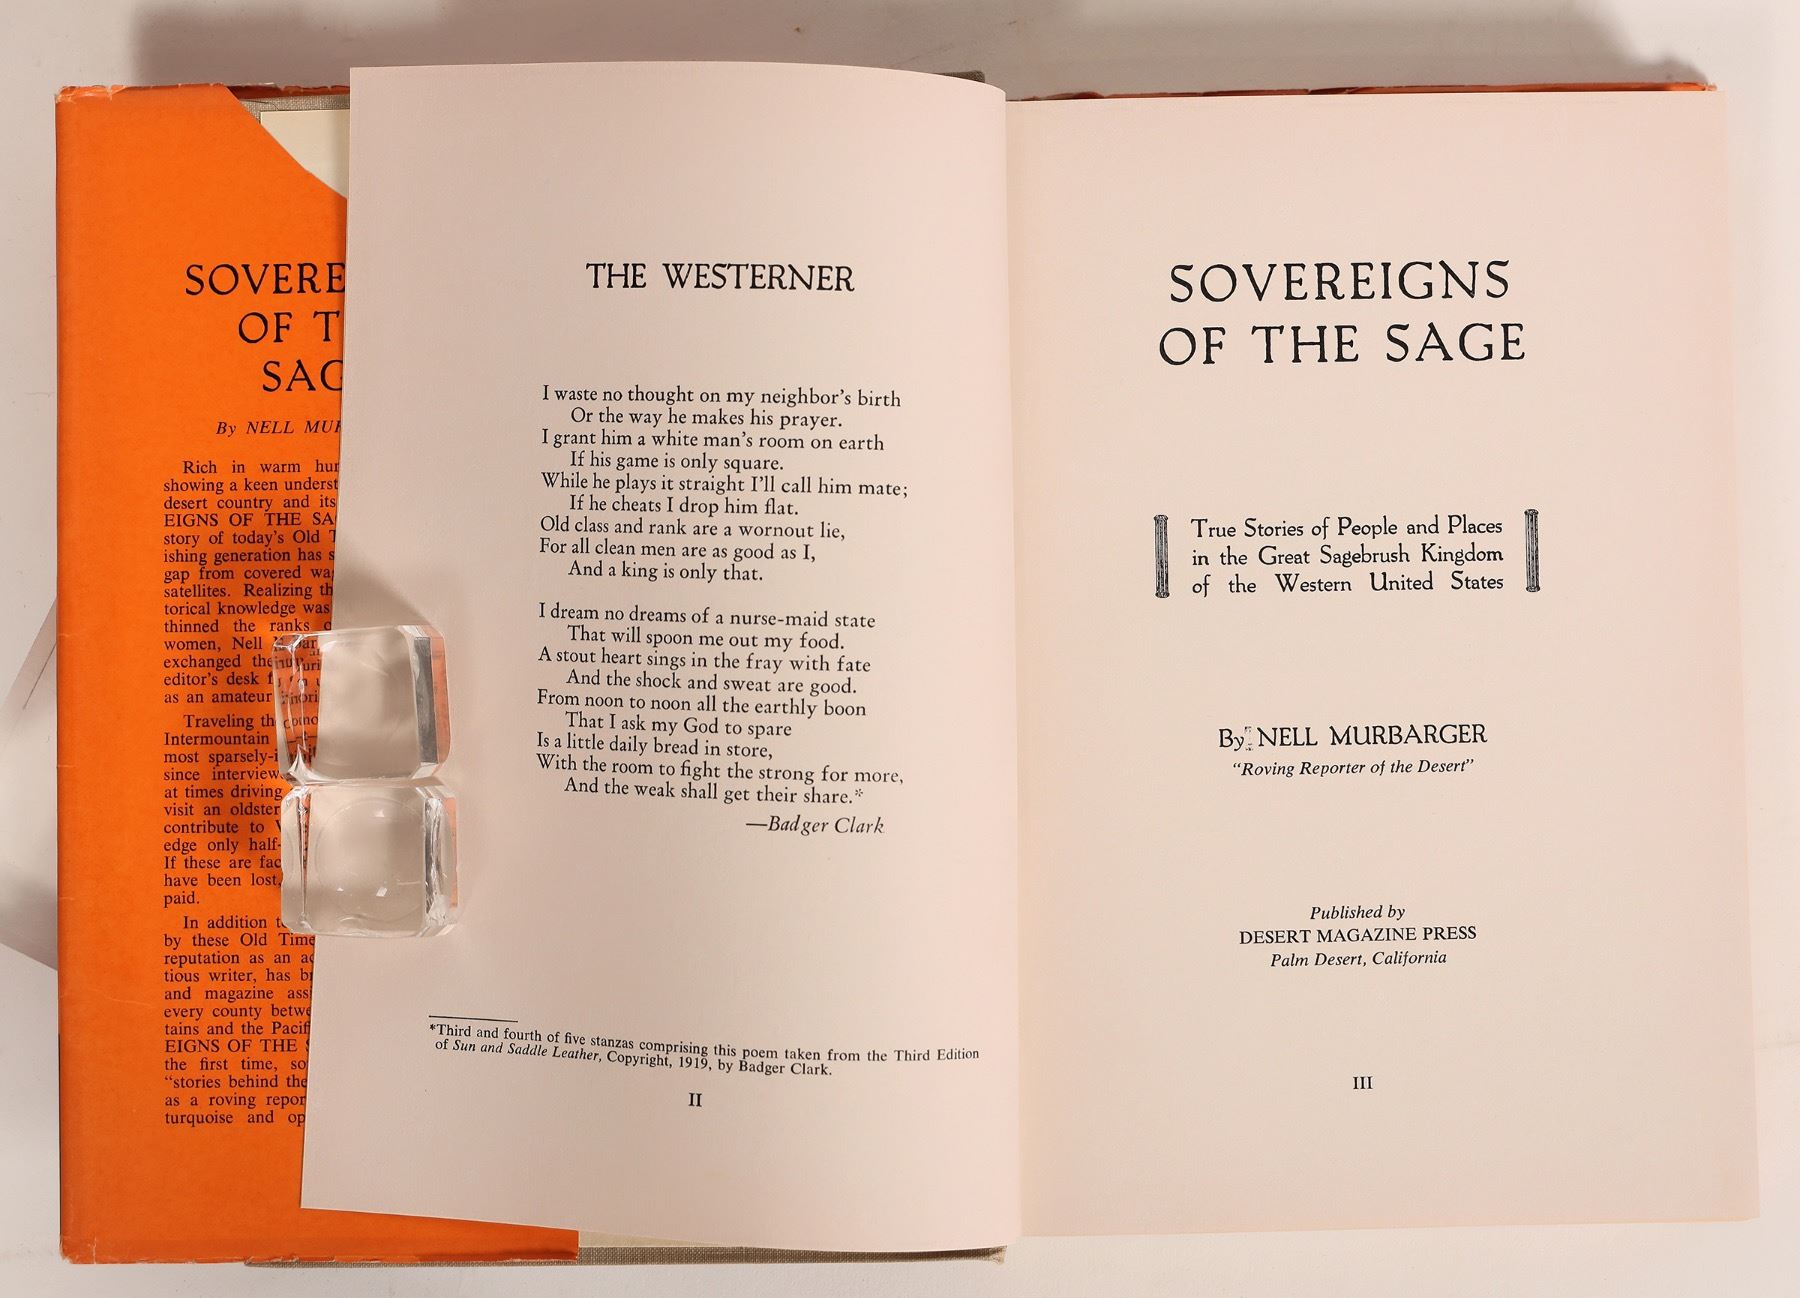 SOVERE
OF T
SAG
By NELL MUR
Rich in warm hu
showing a keen underst
desert country and its
EIGNS OF THE SA
story of today's Old T
ishing generation has s
gap from covered wa
satellites. Realizing th
torical knowledge was
thinned the ranks o
women, Nell
exchanged the
editor's desk
as an amateur
Traveling th
Intermountain
most sparsely-i
since interview
at times driving
visit an oldster
contribute to
edge only half-
If these are fac
have been lost,
paid.
In addition t
by these Old Time
reputation as an a
tious writer, has b
and magazine ass
every county betwe
tains and the Pacif
EIGNS OF THE S
the first time, so
"stories behind the
as a roving repor
turquoise and op
THE WESTERNER
I waste no thought on my neighbor's birth
Or the way he makes his prayer.
I grant him a white man's room on earth
If his game is only square.
While he plays it straight I'll call him mate;
If he cheats I drop him flat.
Old class and rank are a wornout lie,
For all clean men are as good as I,
And a king is only that.
I dream no dreams of a nurse-maid state
That will spoon me out my food.
A stout heart sings in the fray with fate
And the shock and sweat are good.
From noon to noon all the earthly boon
That I ask my God to spare
Is a little daily bread in store,
With the room to fight the strong for more,
And the weak shall get their share.*
—Badger Clark
*Third and fourth of five stanzas comprising this poem taken from the Third Edition
of Sun and Saddle Leather, Copyright, 1919, by Badger Clark.
II
SOVEREIGNS
OF THE SAGE
True Stories of People and Places
in the Great Sagebrush Kingdom
of the Western United States
By NELL MURBARGER
"Roving Reporter of the Desert"
Published by
DESERT MAGAZINE PRESS
Palm Desert, California
III